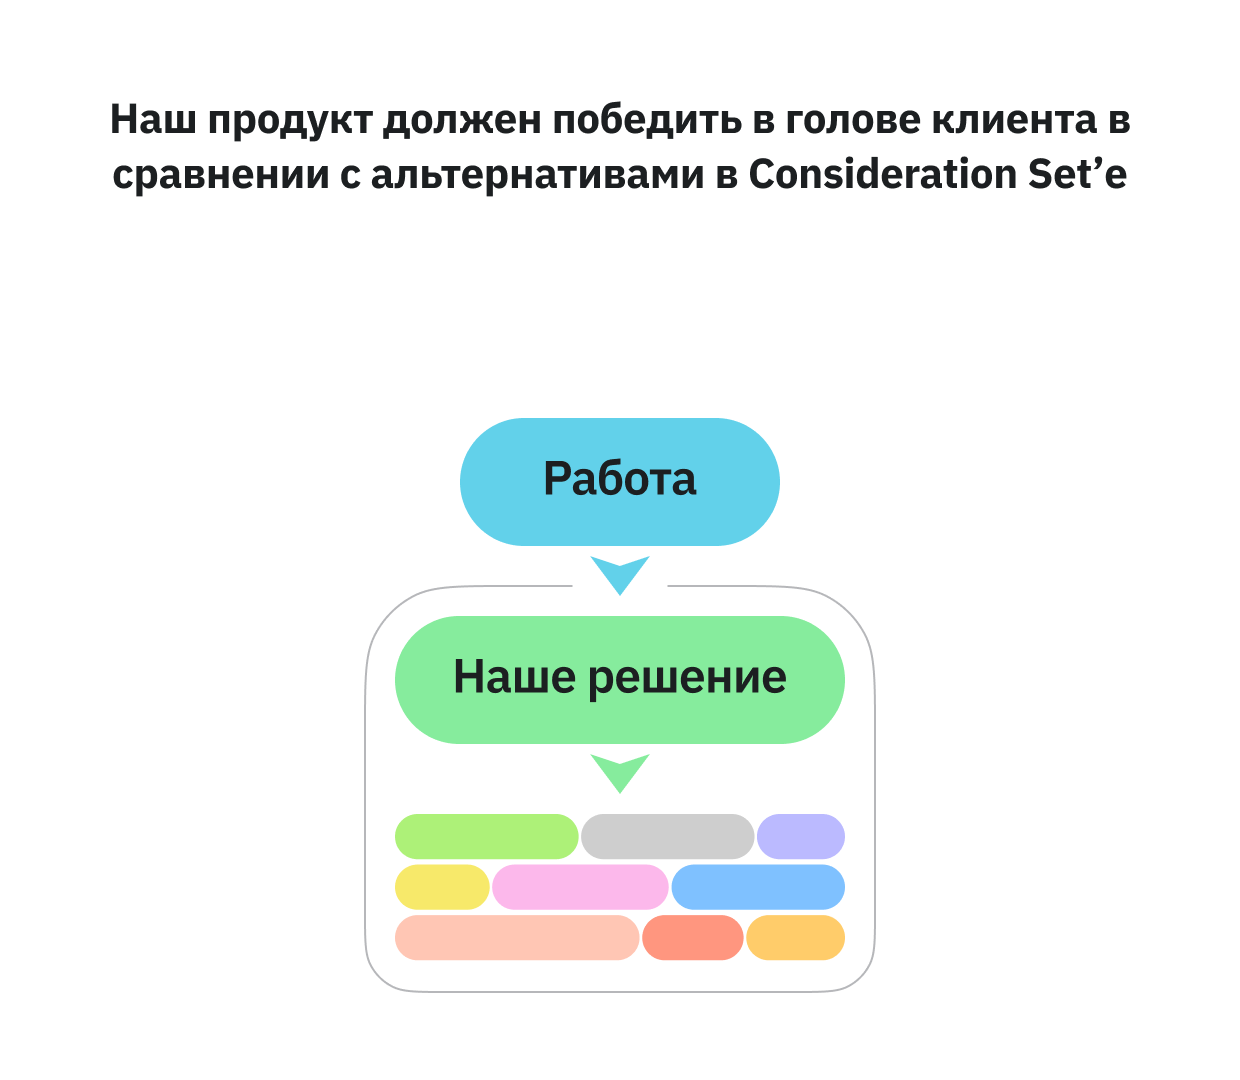 Наш продукт должен победить в голове клиента в
сравнении с альтернативами в Consideration Set’е
Работа
Наше решение